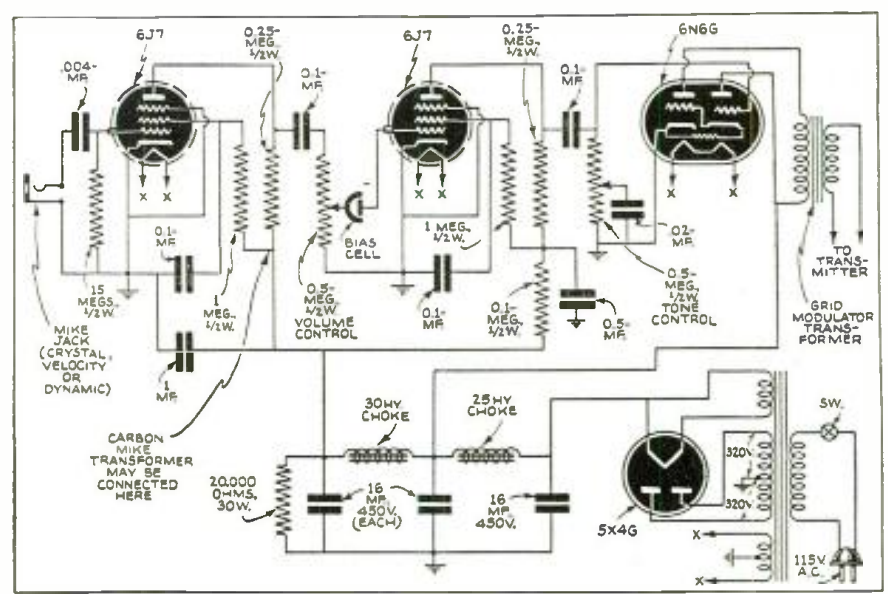 6J7
0.25-
MEG.,
1/2W.
6J7
0.25-
MEG.,
1/2W.
6N6G
.004-
MF.
0.1-
MF.
0.1-
MF.
X X
X X
X X
0.1-
MF.
15
MEGS.,
1/2W.
1
MEG.,
1/2W.
0.5-
MEG.,
1/2W.
VOLUME
CONTROL
BIAS
CELL
-
1 MEG.,
1/2W.
0.1-
MF.
0.1-
MEG.,
1/2W.
.02-
MF.
0.5-
MF.
0.5-
MEG.,
1/2W.
TONE
CONTROL
TO
TRANS-
MITTER
GRID
MODULATOR
TRANS-
FORMER
MIKE
JACK
(CRYSTAL,
VELOCITY
OR
DYNAMIC)
1
MF.
CARBON
MIKE
TRANSFORMER
MAY BE
CONNECTED
HERE
30HY.
CHOKE
25HY.
CHOKE
20,000
OHMS,
30W.
16
MF.
450V.
(EACH)
16
MF.
450V.
5X4G
320V.
320V.
SW.
X
X
115V.
A.C.